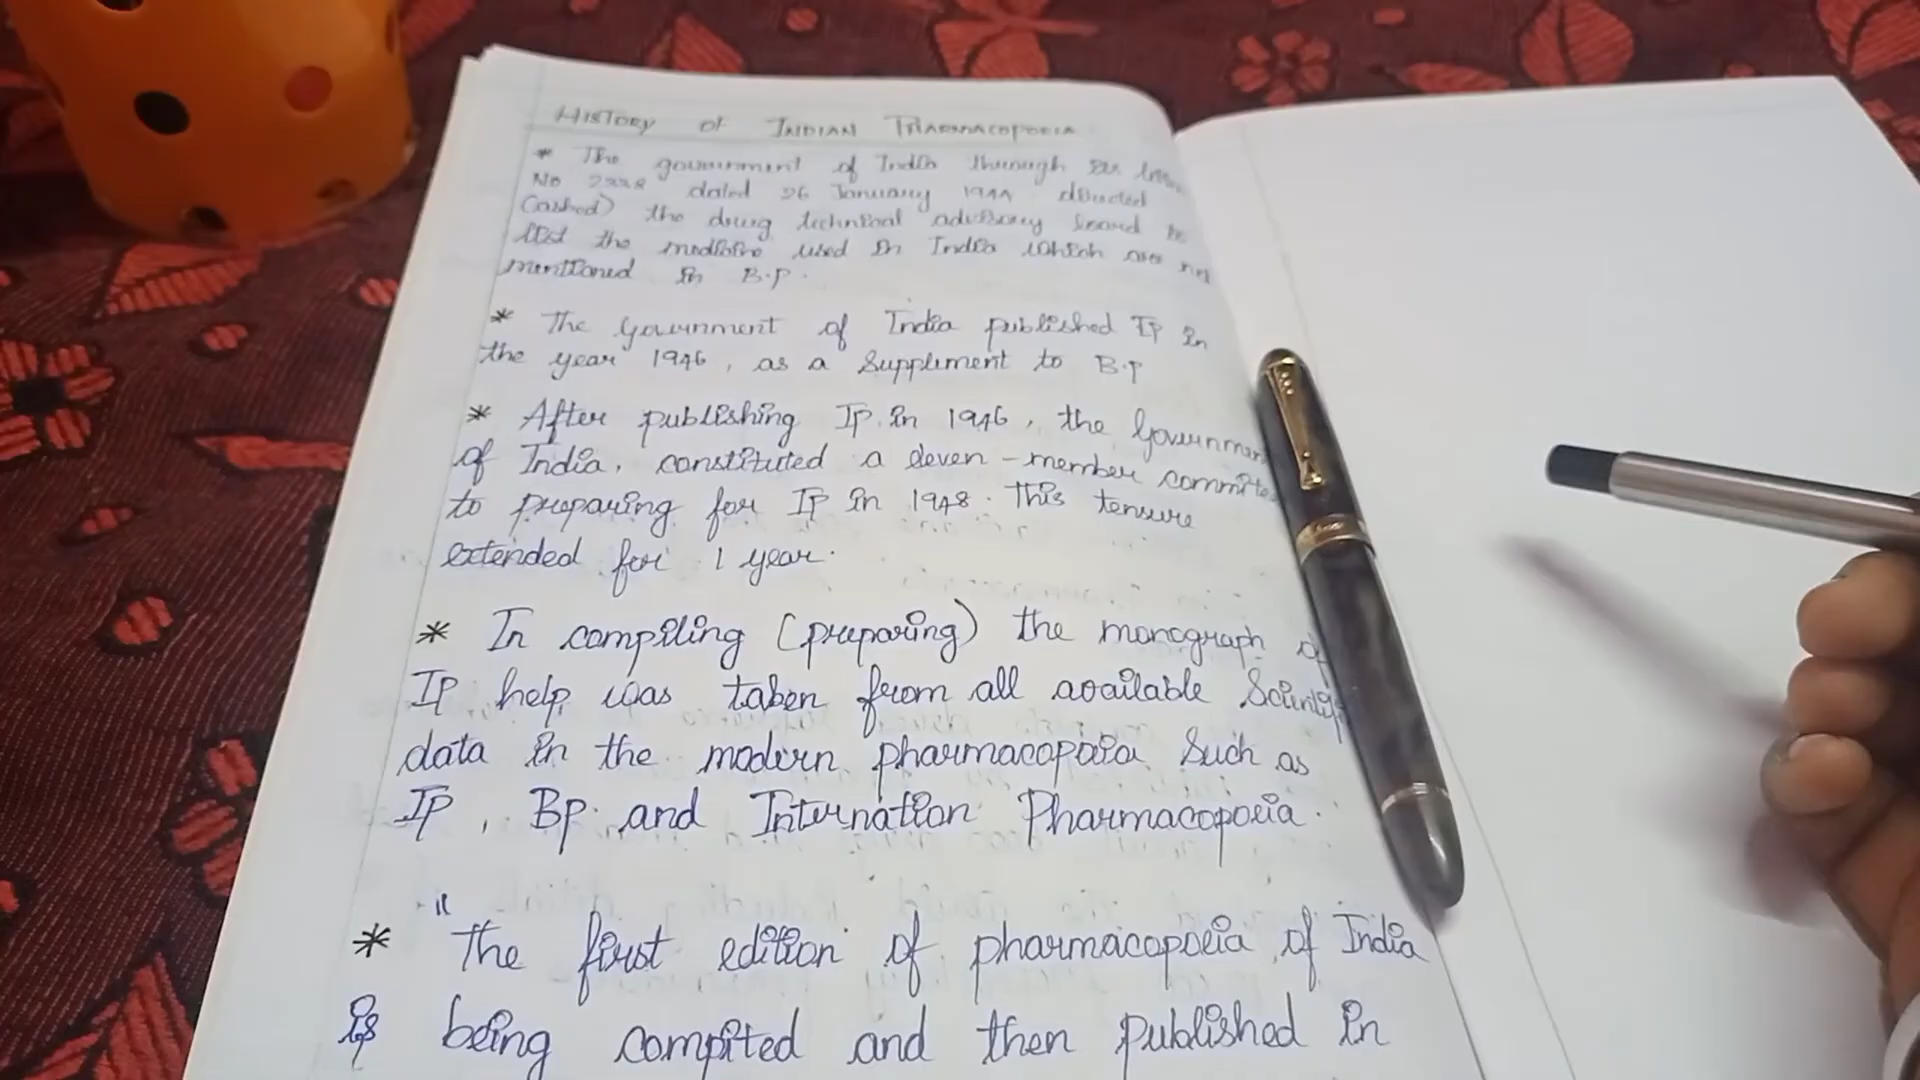 HISTORY of INDIAN PHARMACOPOEIA
* The government of India through
No dated 26 January 1944 directed
(asked) the drug technical advisory board to
list the medicine used in India which are not
mentioned in B.P.
* The Government of India published IP in
the year 1946, as a Supplement to B.P
* After publishing IP in 1946, the Government
of India, constituted a eleven-member committee
to preparing for IP in 1948. This tensure
extended for 1 year.
* In compiling (preparing) the monograph of
IP help was taken from all available
data in the modern pharmacopoeia such as
IP, BP and Internation Pharmacopoeia.
* "The first edition of pharmacopoeia of India
is being compited and then published in